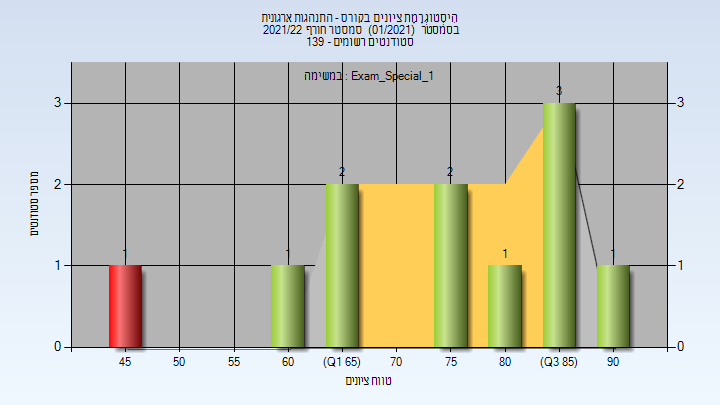 היסטוגרמת ציונים בקורס - התנהגות ארגונית
בסמסטר (01/2021) סמסטר חורף 2021/22
סטודנטים רשומים - 139
במשימה : Exam_Special_1
מספר סטודנטים
3
2
1
0
3
2
1
0
1
1
2
2
1
3
1
45 50 55 60 (Q1 65) 70 75 80 (Q3 85) 90
טווח ציונים